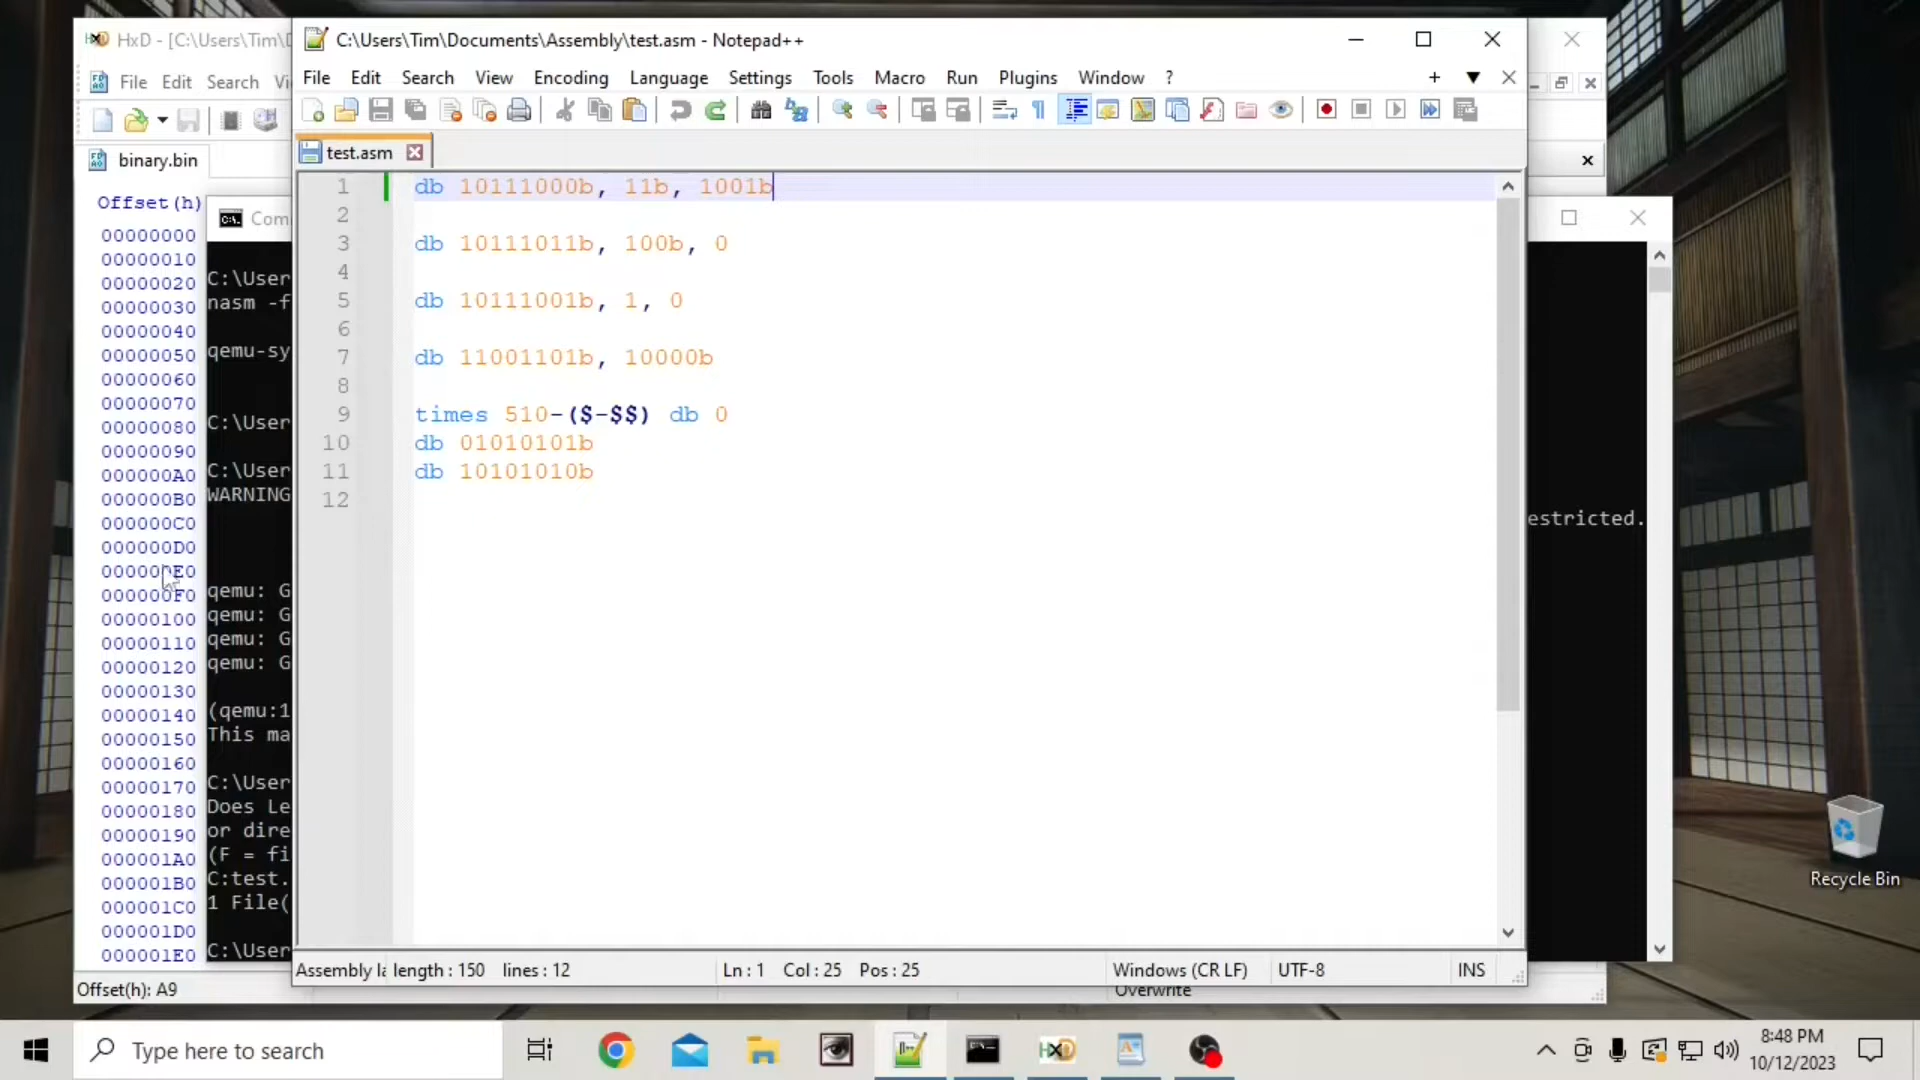 HxD - [C:\Users\Tim\D
File Edit Search Vi
binary.bin
Offset(h)
00000000
00000010
00000020
00000030
00000040
00000050
00000060
00000070
00000080
00000090
000000A0
000000B0
000000C0
000000D0
000000E0
000000F0
00000100
00000110
00000120
00000130
00000140
00000150
00000160
00000170
00000180
00000190
000001A0
000001B0
000001C0
000001D0
000001E0
Offset(h): A9
Overwrite
Com
C:\User
nasm -f
qemu-sy
C:\User
C:\User
WARNING
estricted.
qemu: G
qemu: G
qemu: G
qemu: G
(qemu:1
This ma
C:\User
Does Le
or dire
(F = fi
C:test.
1 File(
C:\User
C:\Users\Tim\Documents\Assembly\test.asm - Notepad++
File Edit Search View Encoding Language Settings Tools Macro Run Plugins Window ?
test.asm
1 db 10111000b, 11b, 1001b
2
3 db 10111011b, 100b, 0
4
5 db 10111001b, 1, 0
6
7 db 11001101b, 10000b
8
9 times 510-($-$$) db 0
10 db 01010101b
11 db 10101010b
12
Assembly la length : 150 lines : 12 Ln : 1 Col : 25 Pos : 25 Windows (CR LF) UTF-8 INS
Recycle Bin
Type here to search
8:48 PM
10/12/2023